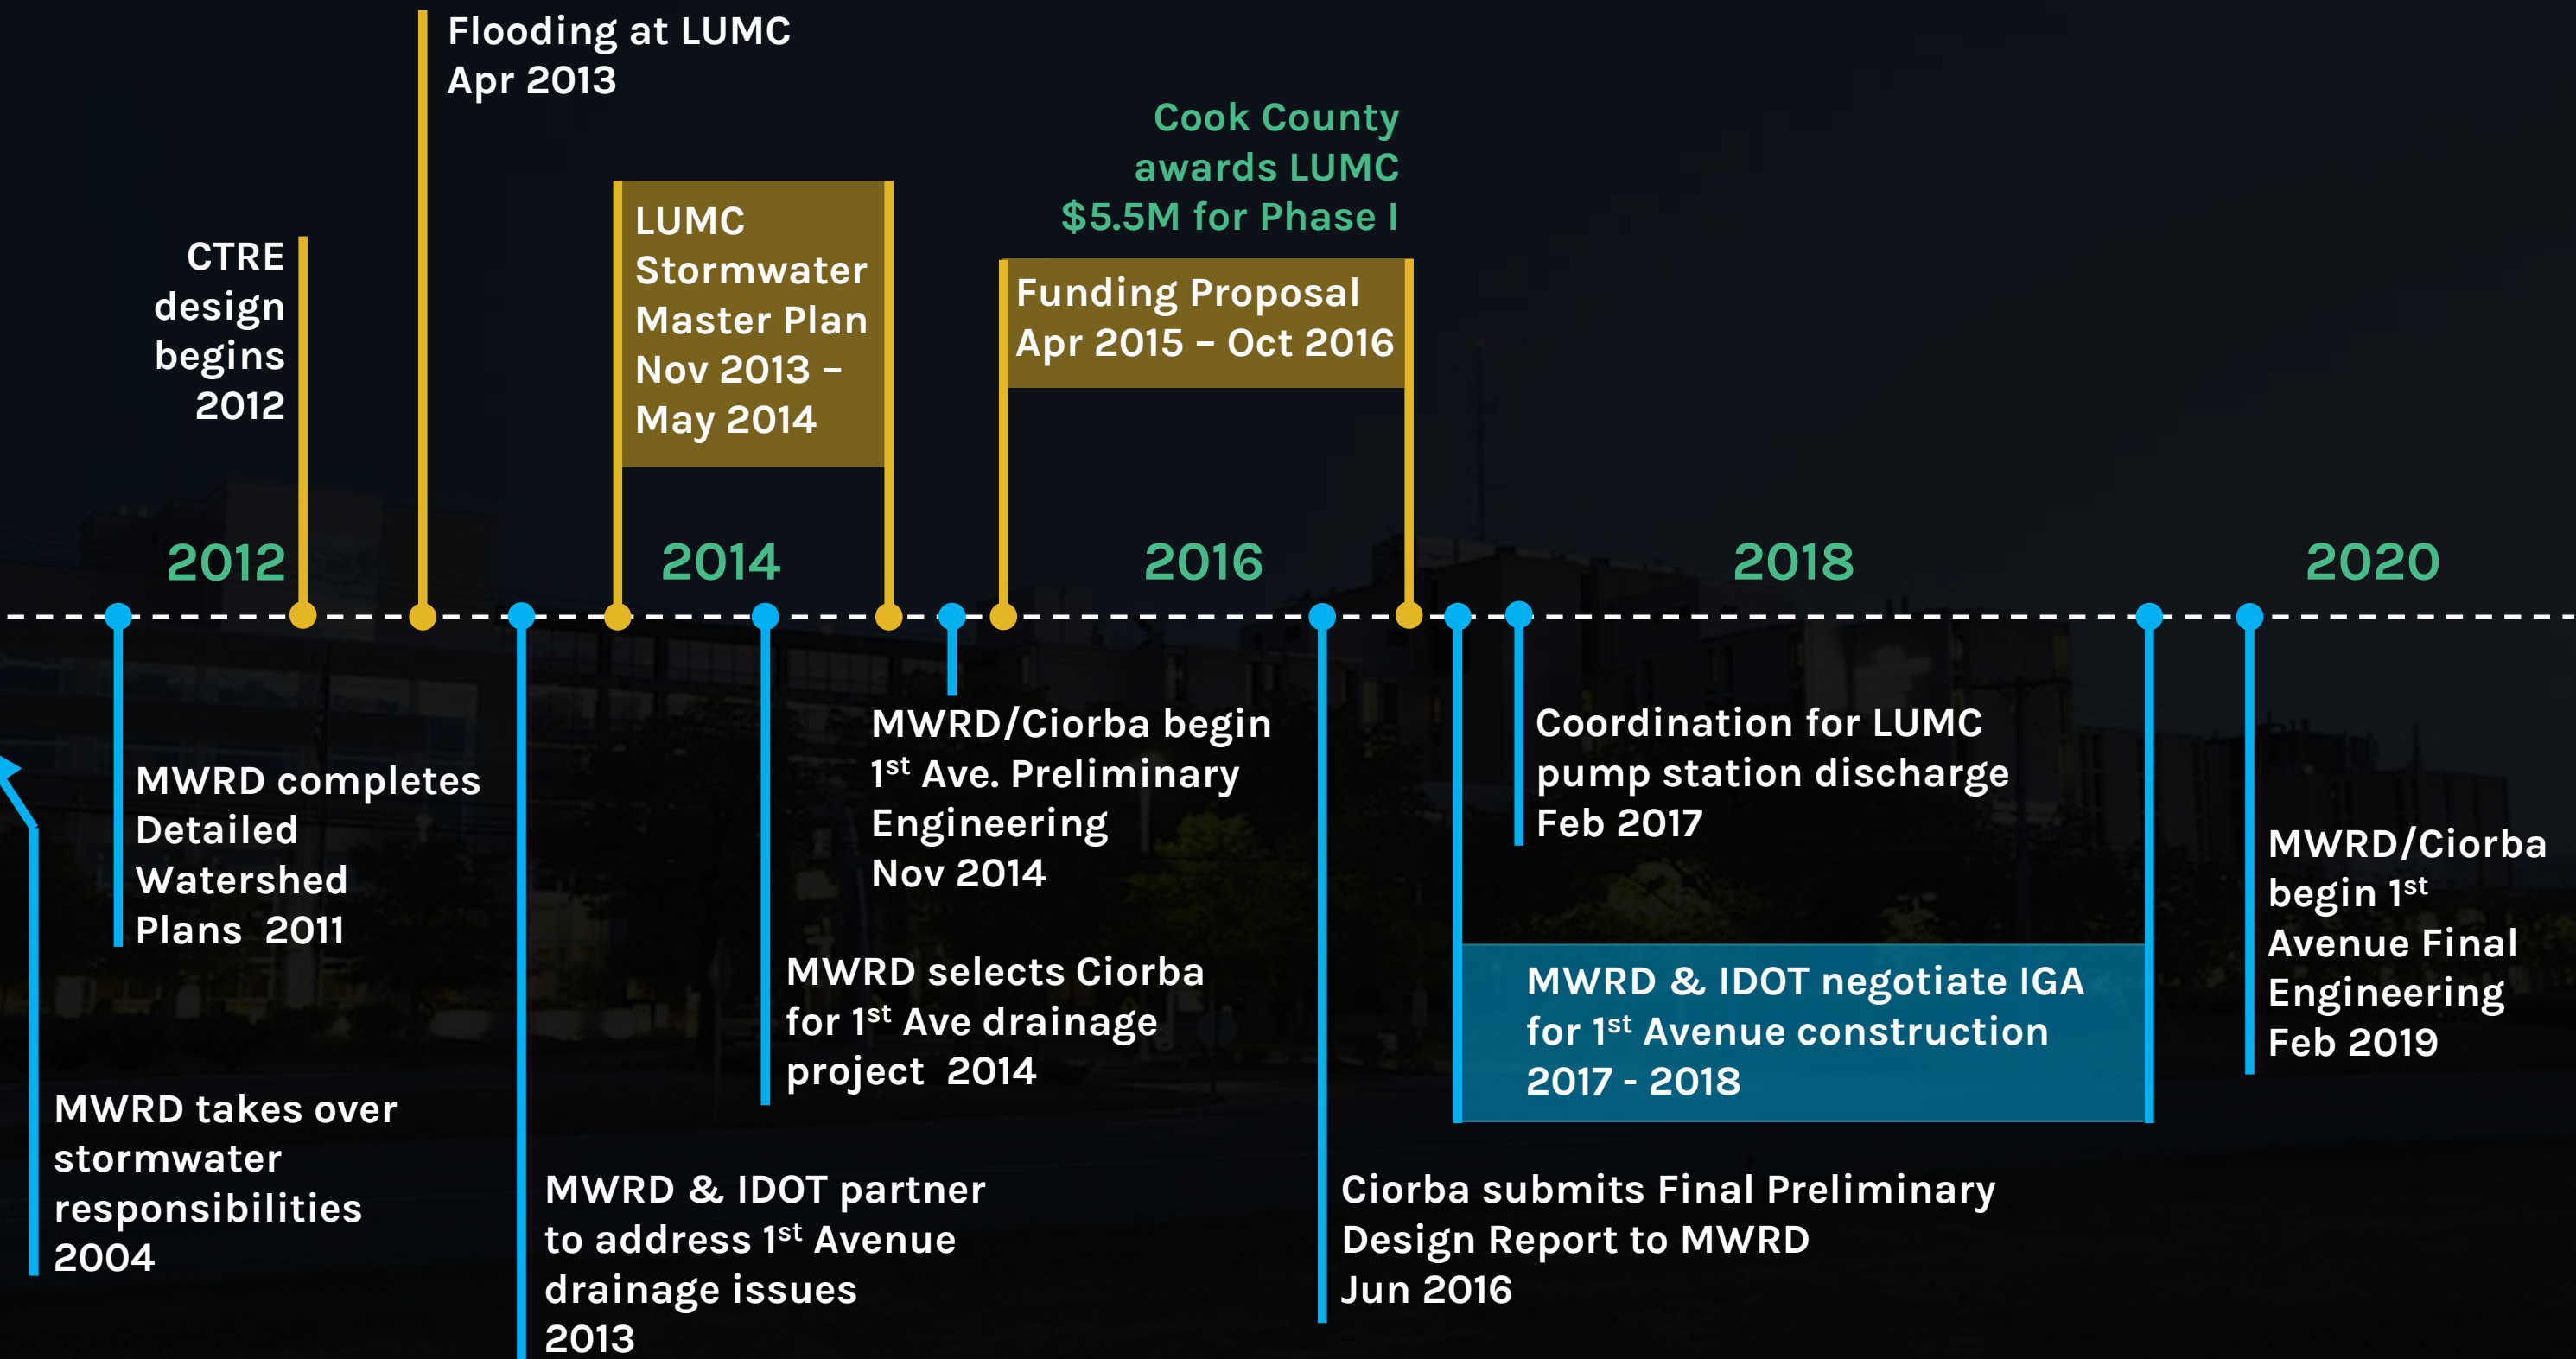 Flooding at LUMC
Apr 2013
Cook County
awards LUMC
$5.5M for Phase I
CTRE
design
begins
2012
LUMC
Stormwater
Master Plan
Nov 2013 –
May 2014
Funding Proposal
Apr 2015 – Oct 2016
2012
2014
2016
2018
2020
MWRD takes over
stormwater
responsibilities
2004
MWRD completes
Detailed
Watershed
Plans 2011
MWRD & IDOT partner
to address 1st Avenue
drainage issues
2013
MWRD selects Ciorba
for 1st Ave drainage
project 2014
MWRD/Ciorba begin
1st Ave. Preliminary
Engineering
Nov 2014
Ciorba submits Final Preliminary
Design Report to MWRD
Jun 2016
MWRD & IDOT negotiate IGA
for 1st Avenue construction
2017 - 2018
Coordination for LUMC
pump station discharge
Feb 2017
MWRD/Ciorba
begin 1st
Avenue Final
Engineering
Feb 2019